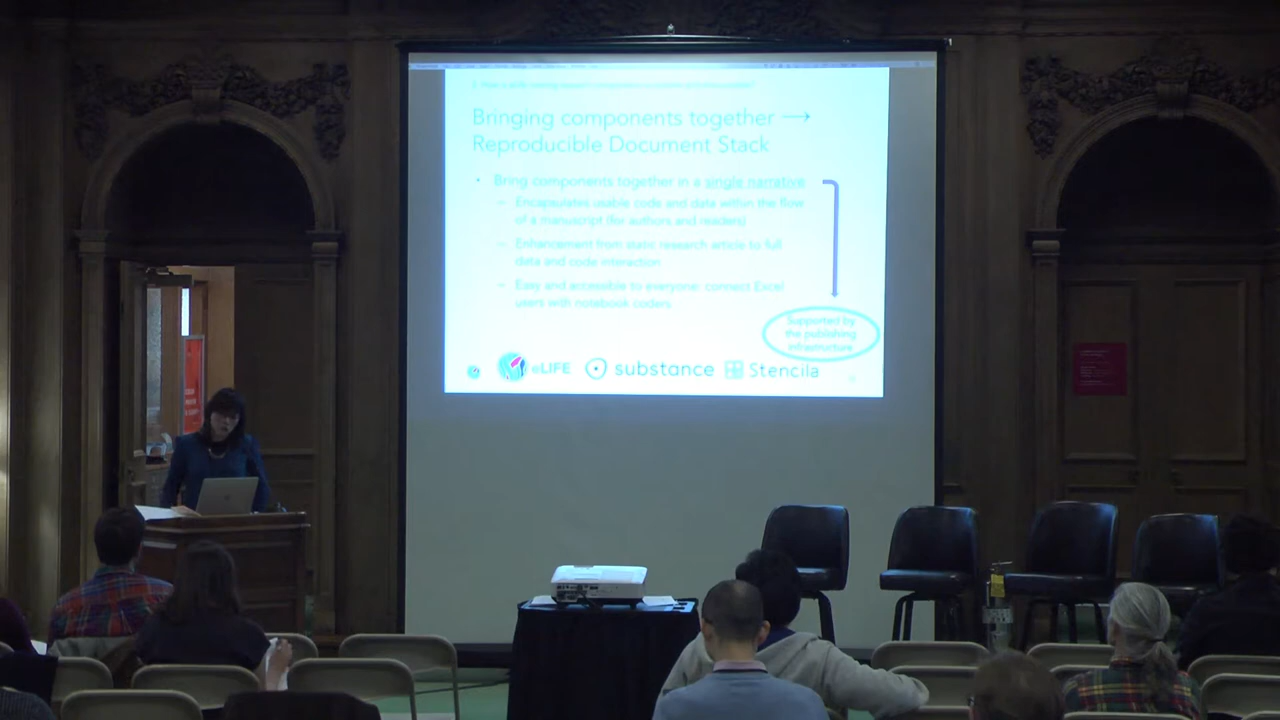 Bringing components together →
Reproducible Document Stack
• Bring components together in a single narrative
– Encapsulates usable code and data within the flow
of a manuscript (for authors and readers)
– Enhancement from static research article to full
data and code interaction
– Easy and accessible to everyone: connect Excel
users with notebook coders
Supported by
the publishing
infrastructure
eLIFE
substance
Stencila